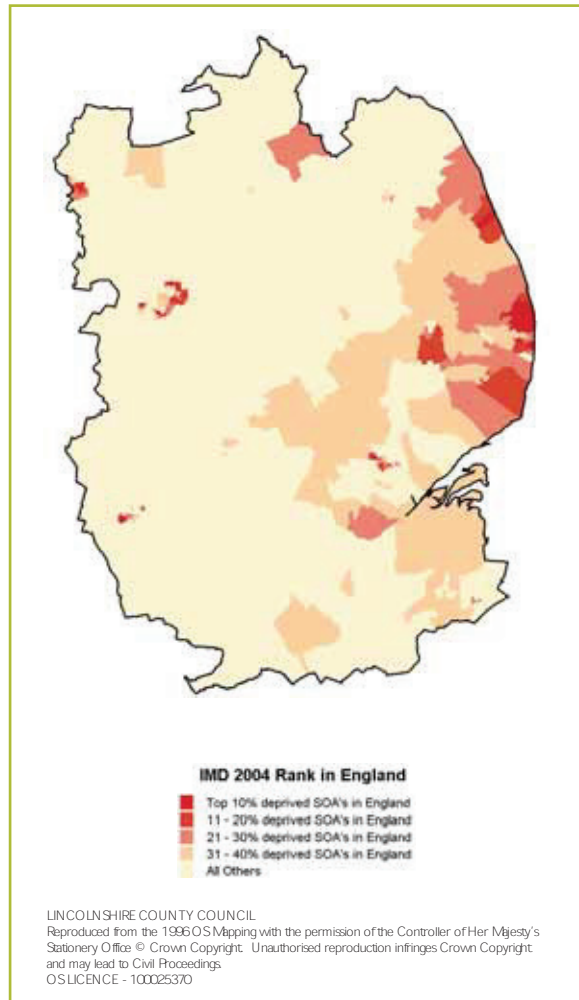 IMD 2004 Rank in England
Top 10% deprived SOA's in England
11 - 20% deprived SOA's in England
21 - 30% deprived SOA's in England
31 - 40% deprived SOA's in England
All Others
LINCOLNSHIRE COUNTY COUNCIL
Reproduced from the 1996 OS Mapping with the permission of the Controller of Her Majesty's
Stationery Office © Crown Copyright. Unauthorised reproduction infringes Crown Copyright
and may lead to Civil Proceedings.
OS LICENCE - 100025370